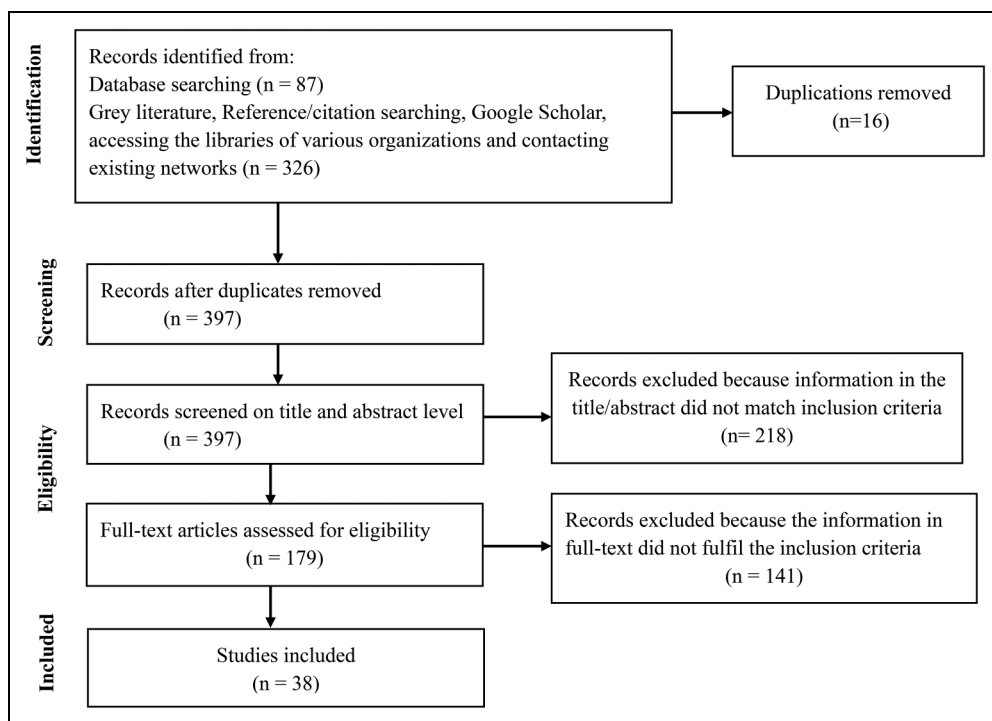 Identification
Records identified from:
Database searching (n = 87)
Grey literature, Reference/citation searching, Google Scholar,
accessing the libraries of various organizations and contacting
existing networks (n = 326)
Duplications removed
(n=16)
Screening
Records after duplicates removed
(n = 397)
Eligibility
Records screened on title and abstract level
(n = 397)
Records excluded because information in the
title/abstract did not match inclusion criteria
(n= 218)
Full-text articles assessed for eligibility
(n = 179)
Records excluded because the information in
full-text did not fulfil the inclusion criteria
(n = 141)
Included
Studies included
(n = 38)